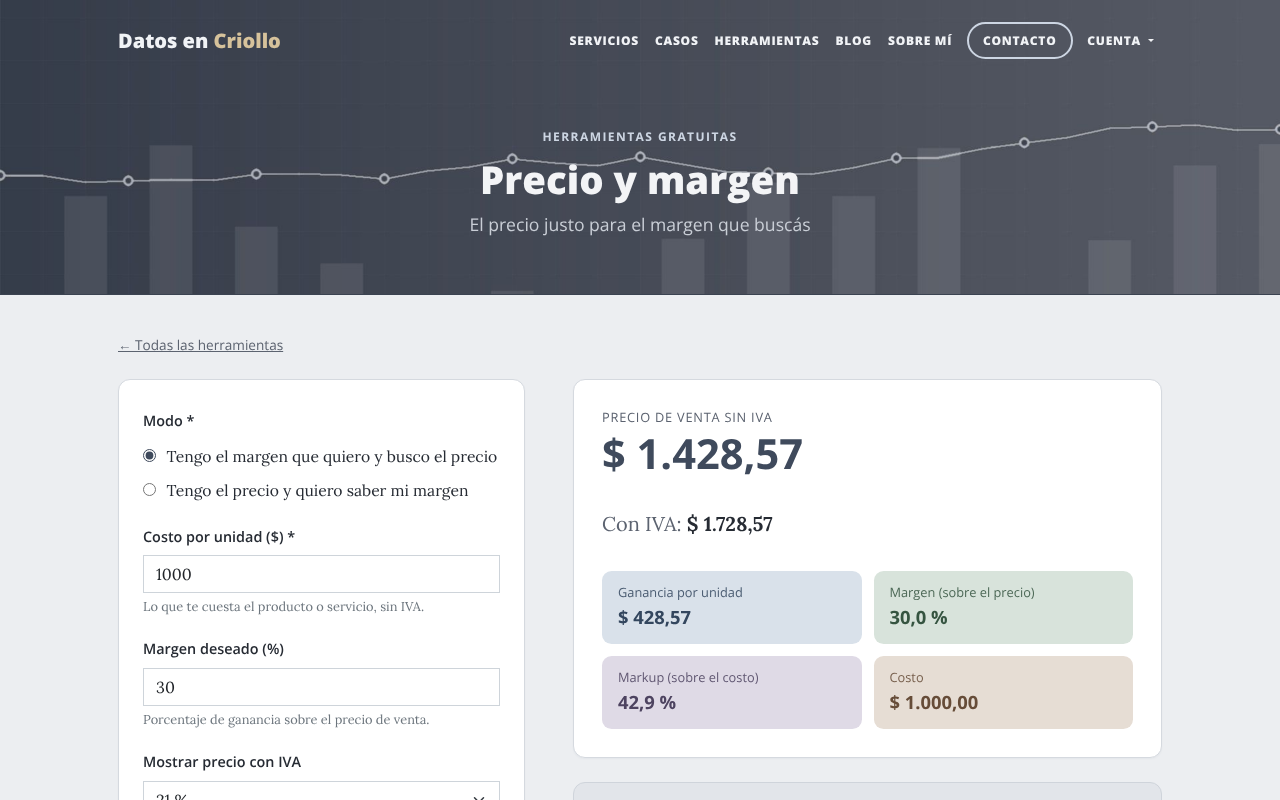 Datos en Criollo
SERVICIOS CASOS HERRAMIENTAS BLOG SOBRE MÍ CONTACTO CUENTA
HERRAMIENTAS GRATUITAS
Precio y margen
El precio justo para el margen que buscás
← Todas las herramientas
Modo *
Tengo el margen que quiero y busco el precio
Tengo el precio y quiero saber mi margen
Costo por unidad ($) *
1000
Lo que te cuesta el producto o servicio, sin IVA.
Margen deseado (%)
30
Porcentaje de ganancia sobre el precio de venta.
Mostrar precio con IVA
21 %
PRECIO DE VENTA SIN IVA
$ 1.428,57
Con IVA: $ 1.728,57
Ganancia por unidad
$ 428,57
Margen (sobre el precio)
30,0 %
Markup (sobre el costo)
42,9 %
Costo
$ 1.000,00